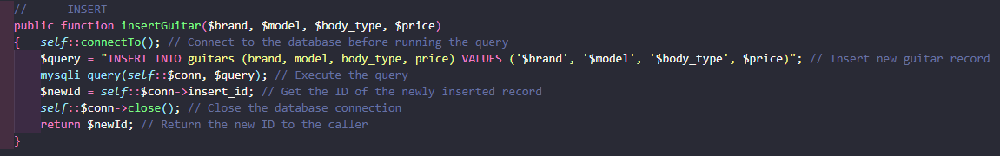 // ---- INSERT ----
public function insertGuitar($brand, $model, $body_type, $price)
{   self::connectTo(); // Connect to the database before running the query
    $query = "INSERT INTO guitars (brand, model, body_type, price) VALUES ('$brand', '$model', '$body_type', $price)"; // Insert new guitar record
    mysqli_query(self::$conn, $query); // Execute the query
    $newId = self::$conn->insert_id; // Get the ID of the newly inserted record
    self::$conn->close(); // Close the database connection
    return $newId; // Return the new ID to the caller
}